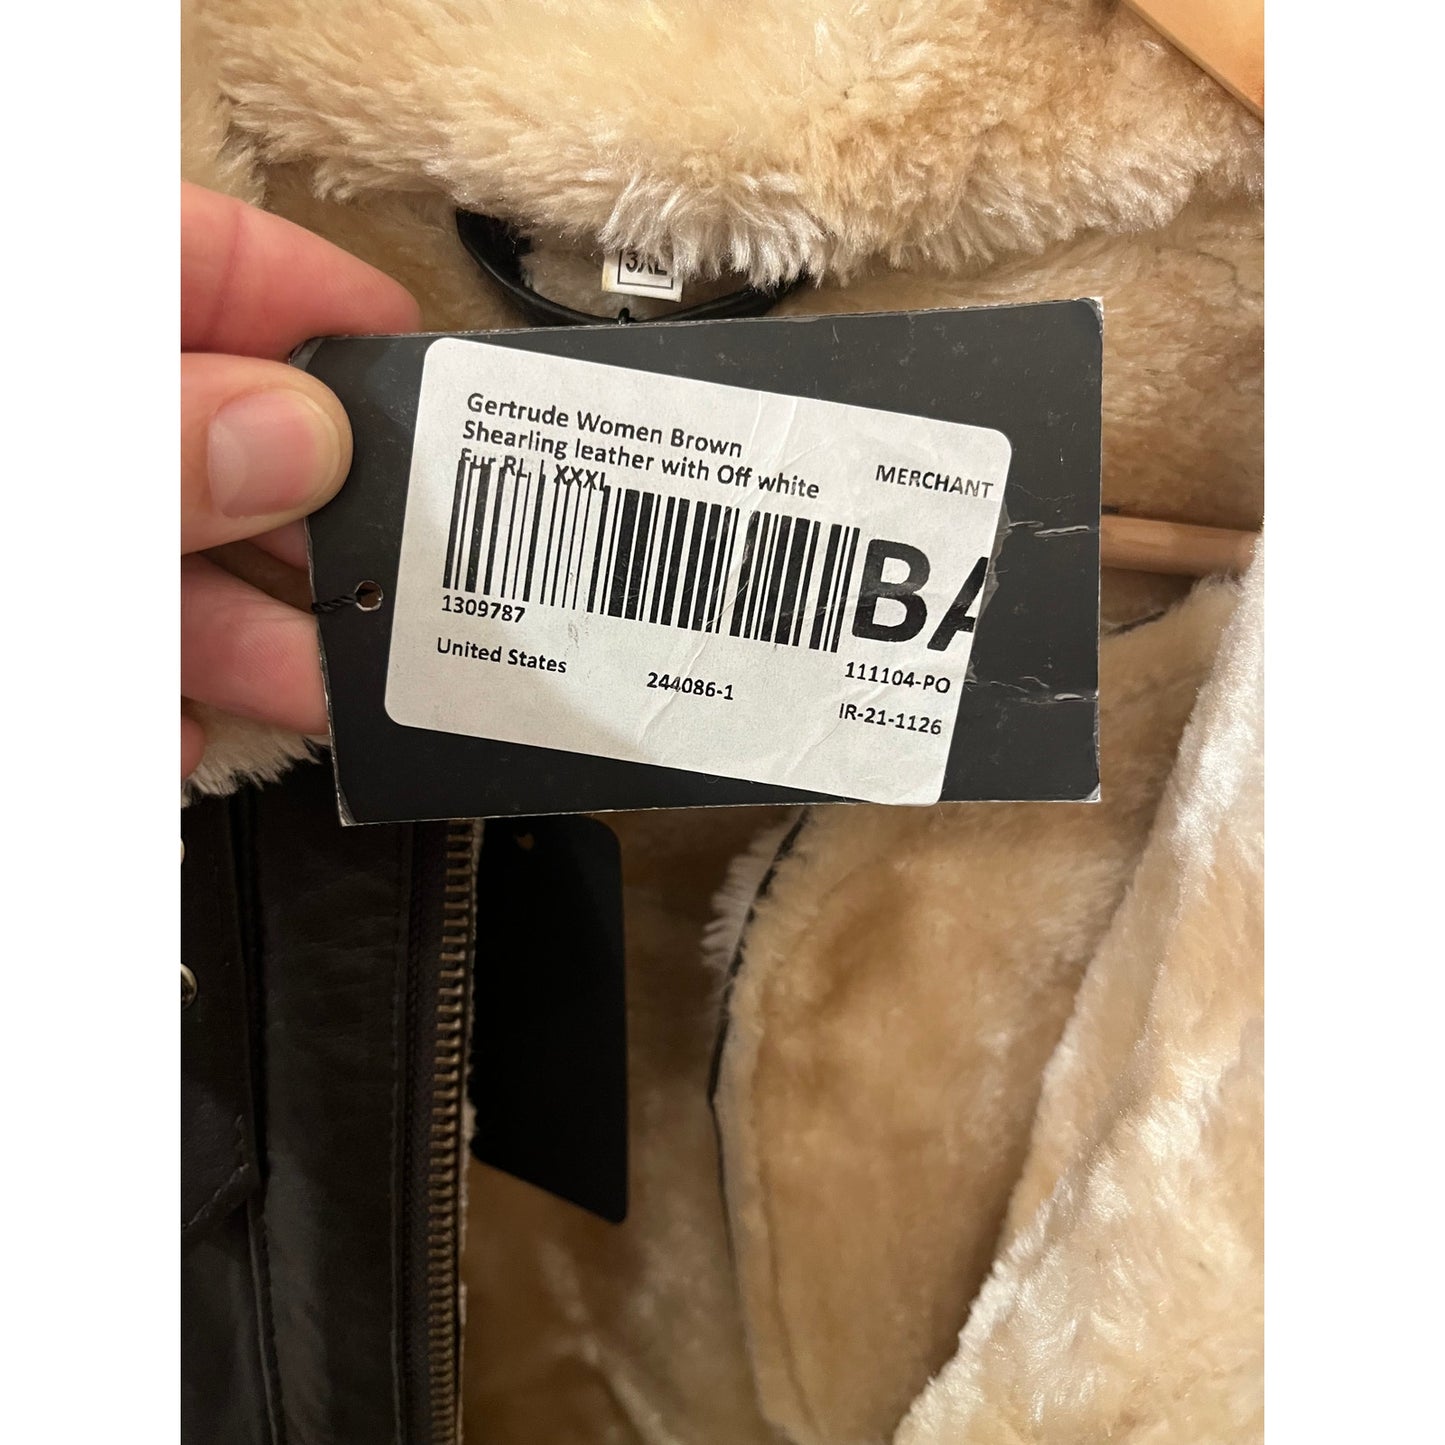 3XL
Gertrude Women Brown
Shearling leather with Off white
Fur RL | XXXL
MERCHANT
BA
1309787
United States
244086-1
111104-PO
IR-21-1126